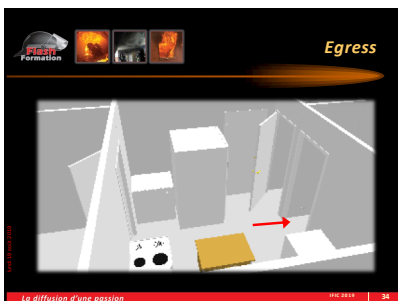 Flash
Formation
Egress
La diffusion d'une passion
IFIC 2019
34